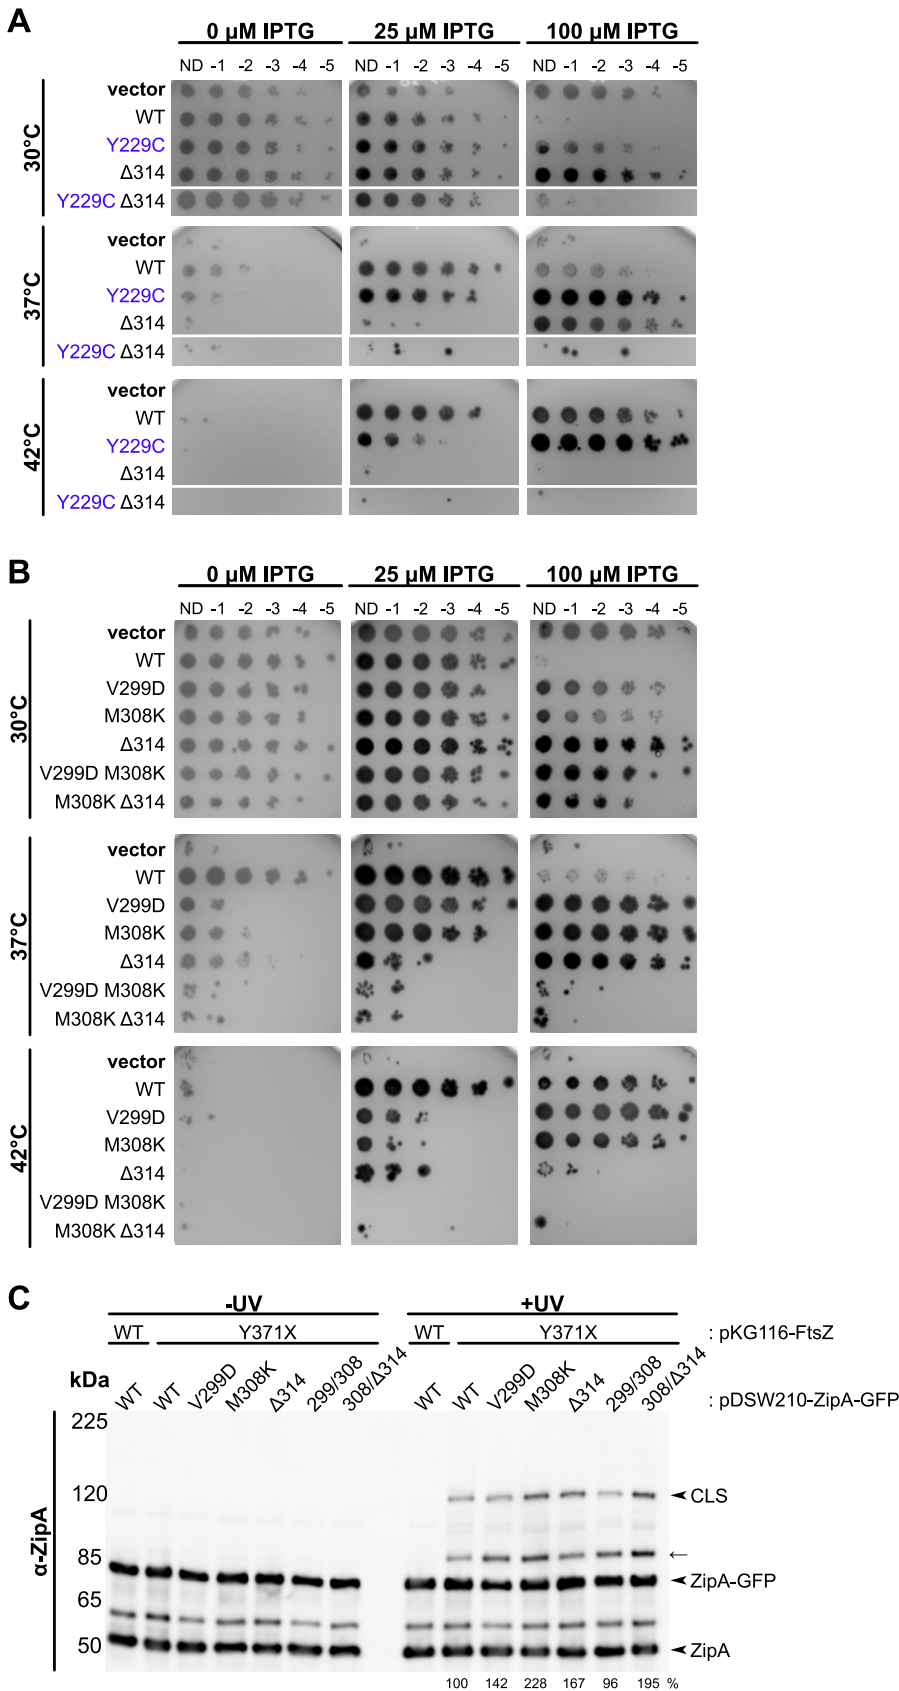 A
0 µM IPTG 25 µM IPTG 100 µM IPTG
ND -1 -2 -3 -4 -5 ND -1 -2 -3 -4 -5 ND -1 -2 -3 -4 -5
30°C
vector
WT
Y229C
Δ314
Y229C Δ314
37°C
vector
WT
Y229C
Δ314
Y229C Δ314
42°C
vector
WT
Y229C
Δ314
Y229C Δ314
B
0 µM IPTG 25 µM IPTG 100 µM IPTG
ND -1 -2 -3 -4 -5 ND -1 -2 -3 -4 -5 ND -1 -2 -3 -4 -5
30°C
vector
WT
V299D
M308K
Δ314
V299D M308K
M308K Δ314
37°C
vector
WT
V299D
M308K
Δ314
V299D M308K
M308K Δ314
42°C
vector
WT
V299D
M308K
Δ314
V299D M308K
M308K Δ314
C
-UV +UV
WT Y371X WT Y371X : pKG116-FtsZ
WT WT V299D M308K Δ314 299/308 308/Δ314 WT WT V299D M308K Δ314 299/308 308/Δ314 : pDSW210-ZipA-GFP
kDa
225
120 CLS
85 ←
ZipA-GFP
65
50 ZipA
α-ZipA
100 142 228 167 96 195 %